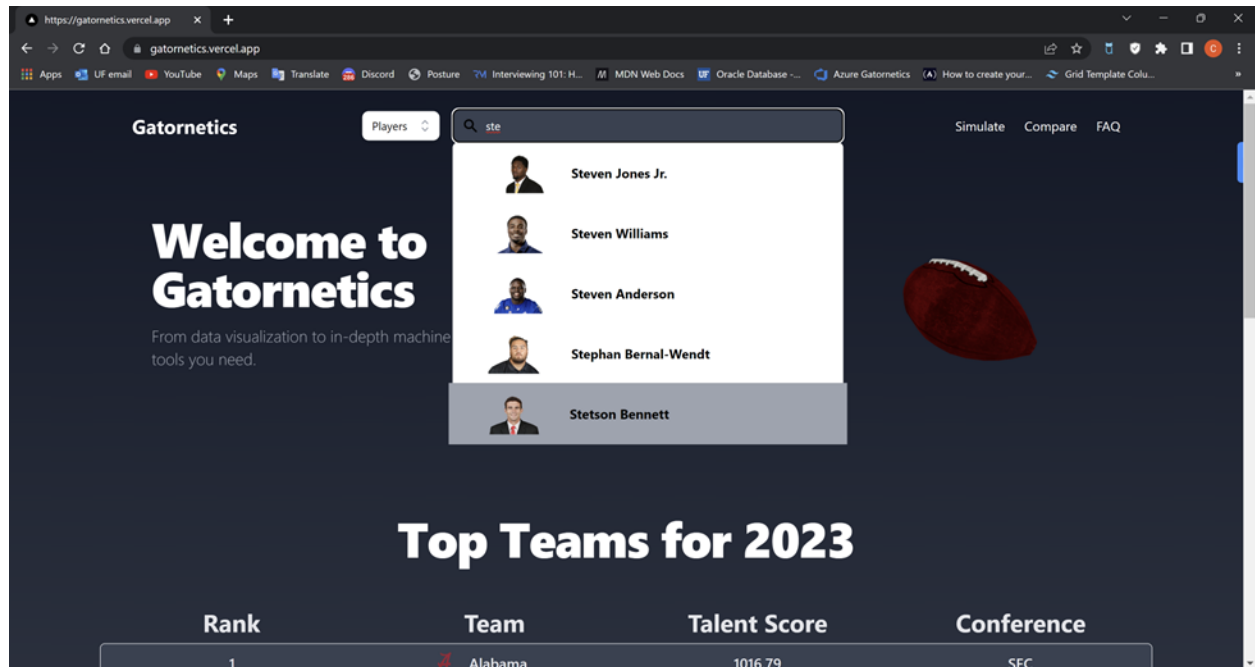 https://gatornetics.vercel.app
gatornetics.vercel.app
Apps UF email YouTube Maps Translate Discord Posture Interviewing 101: H... MDN Web Docs Oracle Database -... Azure Gatornetics How to create your... Grid Template Colu... »
Gatornetics Players ste Simulate Compare FAQ
Steven Jones Jr.
Steven Williams
Steven Anderson
Stephan Bernal-Wendt
Stetson Bennett
Welcome to
Gatornetics
From data visualization to in-depth machine
tools you need.
Top Teams for 2023
Rank Team Talent Score Conference
1 Alabama 1016.79 SEC